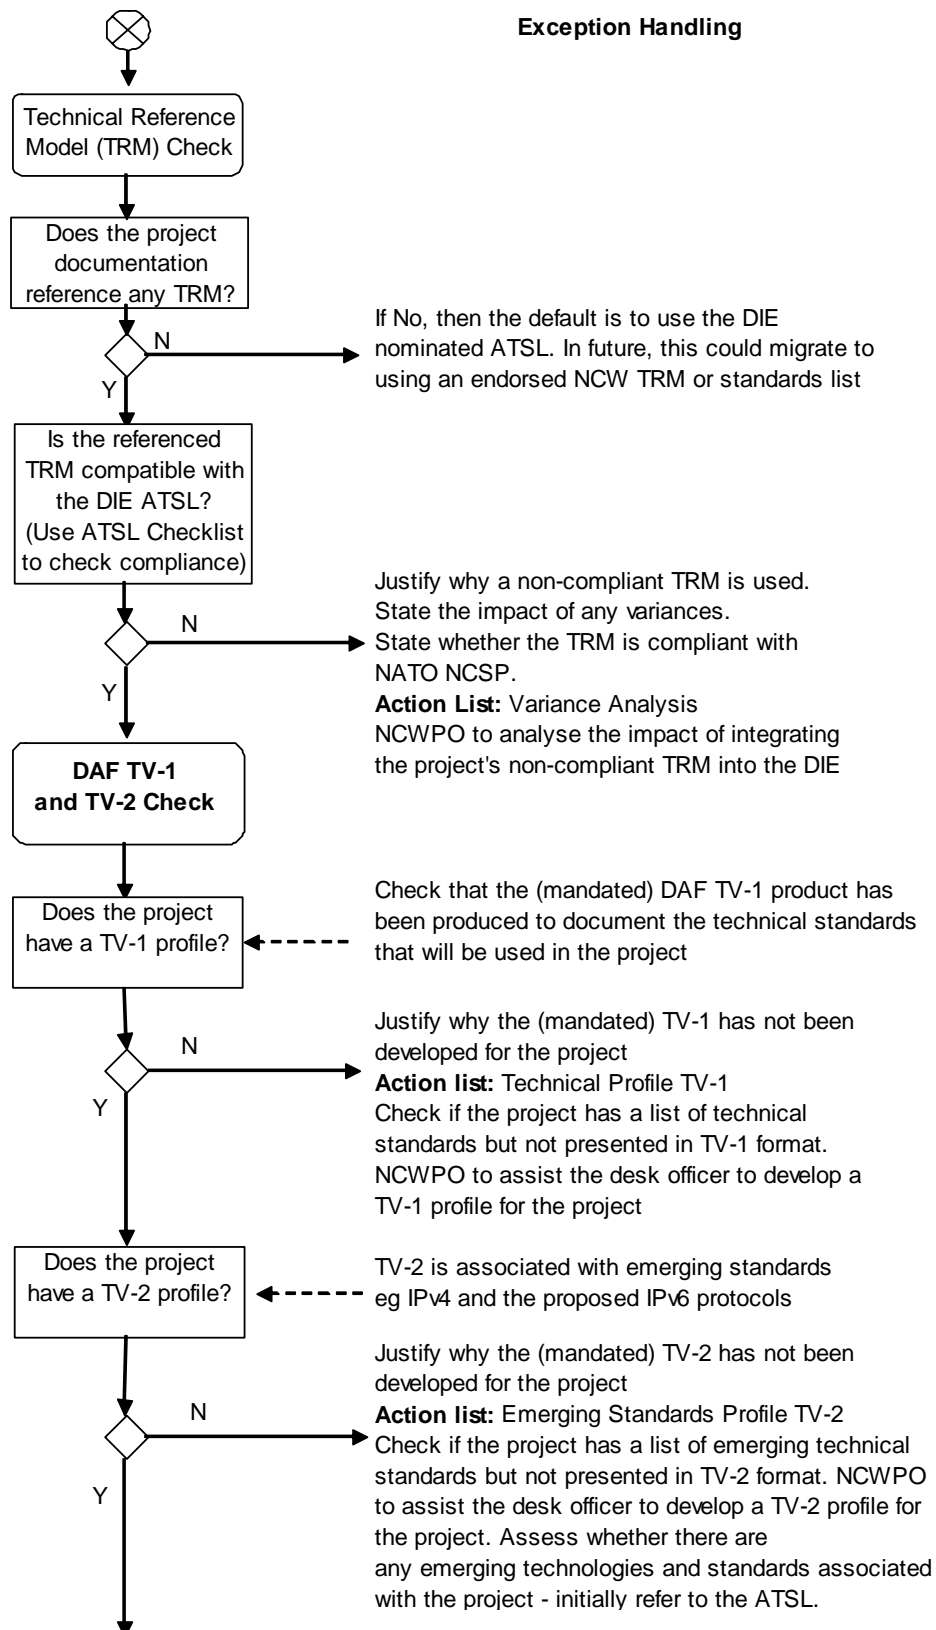 Exception Handling
Technical Reference
Model (TRM) Check
Does the project
documentation
reference any TRM?
N
If No, then the default is to use the DIE
nominated ATSL. In future, this could migrate to
using an endorsed NCW TRM or standards list
Y
Is the referenced
TRM compatible with
the DIE ATSL?
(Use ATSL Checklist
to check compliance)
N
Justify why a non-compliant TRM is used.
State the impact of any variances.
State whether the TRM is compliant with
NATO NCSP.
Action List: Variance Analysis
NCWPO to analyse the impact of integrating
the project's non-compliant TRM into the DIE
Y
DAF TV-1
and TV-2 Check
Does the project
have a TV-1 profile?
Check that the (mandated) DAF TV-1 product has
been produced to document the technical standards
that will be used in the project
N
Justify why the (mandated) TV-1 has not been
developed for the project
Action list: Technical Profile TV-1
Check if the project has a list of technical
standards but not presented in TV-1 format.
NCWPO to assist the desk officer to develop a
TV-1 profile for the project
Y
Does the project
have a TV-2 profile?
TV-2 is associated with emerging standards
eg IPv4 and the proposed IPv6 protocols
N
Justify why the (mandated) TV-2 has not been
developed for the project
Action list: Emerging Standards Profile TV-2
Check if the project has a list of emerging technical
standards but not presented in TV-2 format. NCWPO
to assist the desk officer to develop a TV-2 profile for
the project. Assess whether there are
any emerging technologies and standards associated
with the project - initially refer to the ATSL.
Y